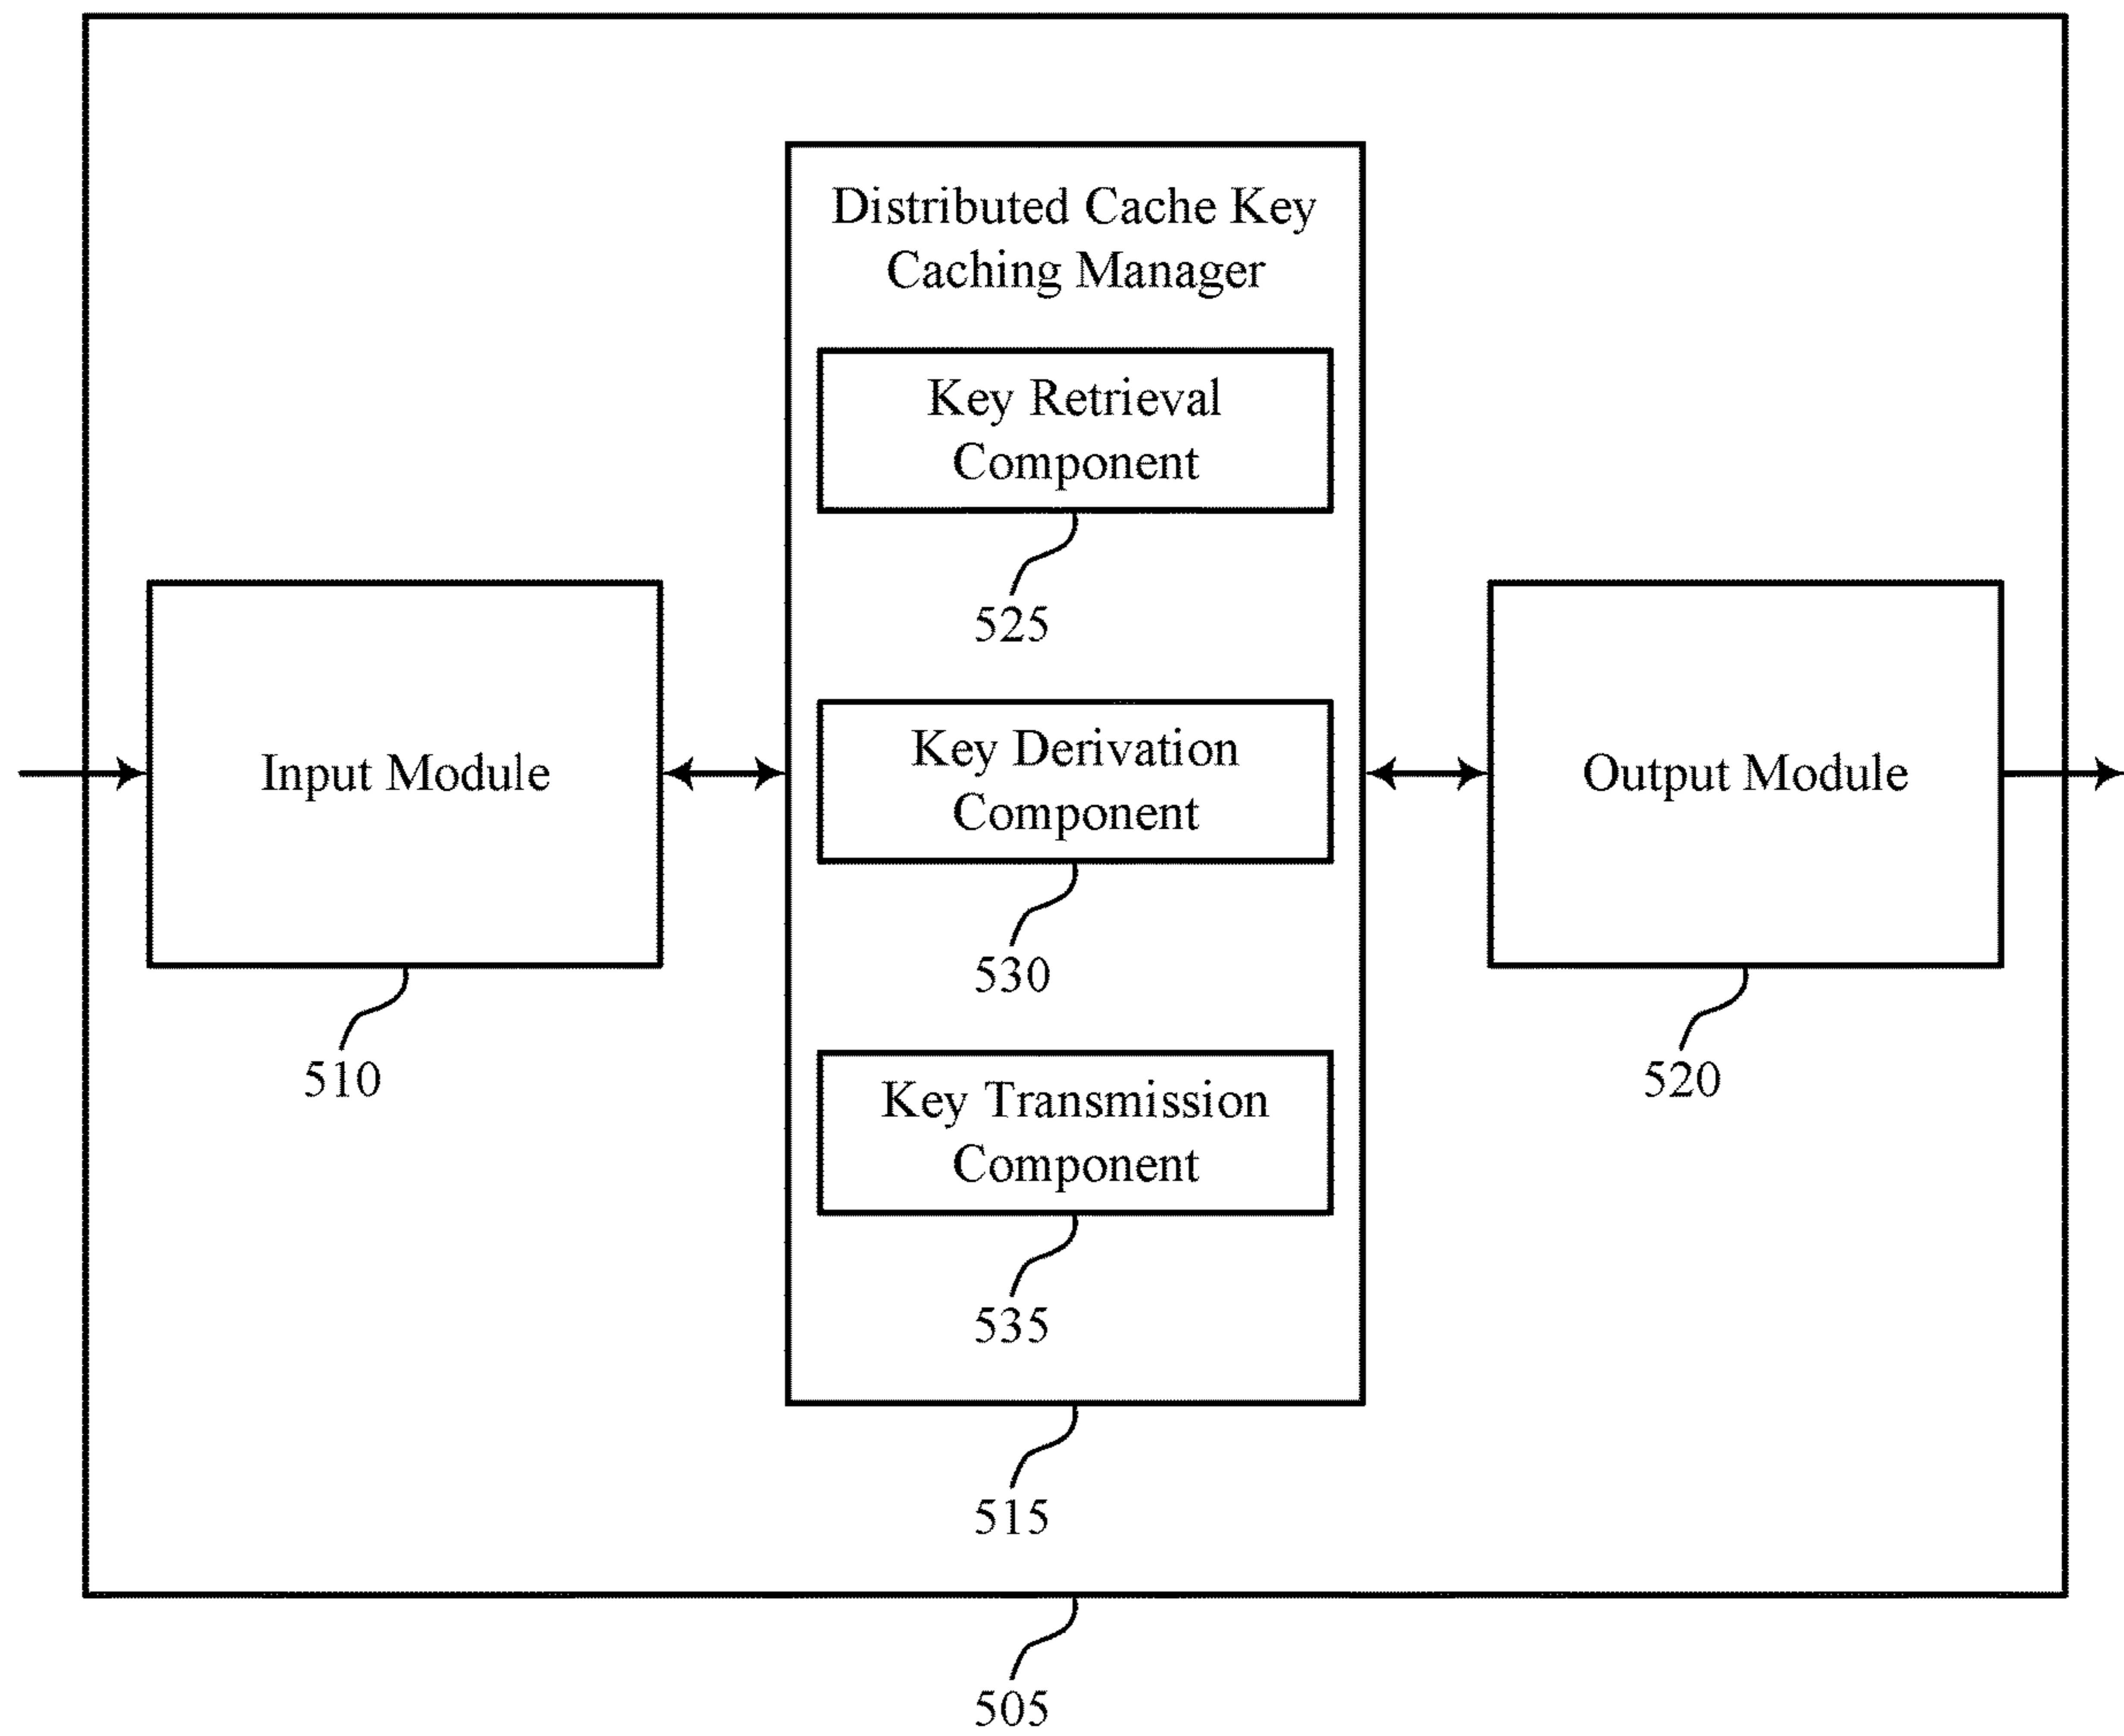 Distributed Cache Key
Caching Manager
Key Retrieval
Component
525
Input Module
510
Key Derivation
Component
530
Output Module
520
Key Transmission
Component
535
515
505